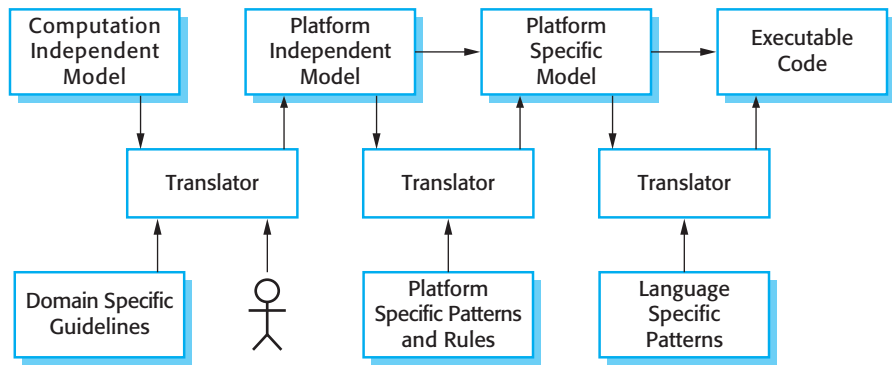 Computation
Independent
Model
Platform
Independent
Model
Platform
Specific
Model
Executable
Code
Translator
Translator
Translator
Domain Specific
Guidelines
Platform
Specific Patterns
and Rules
Language
Specific
Patterns